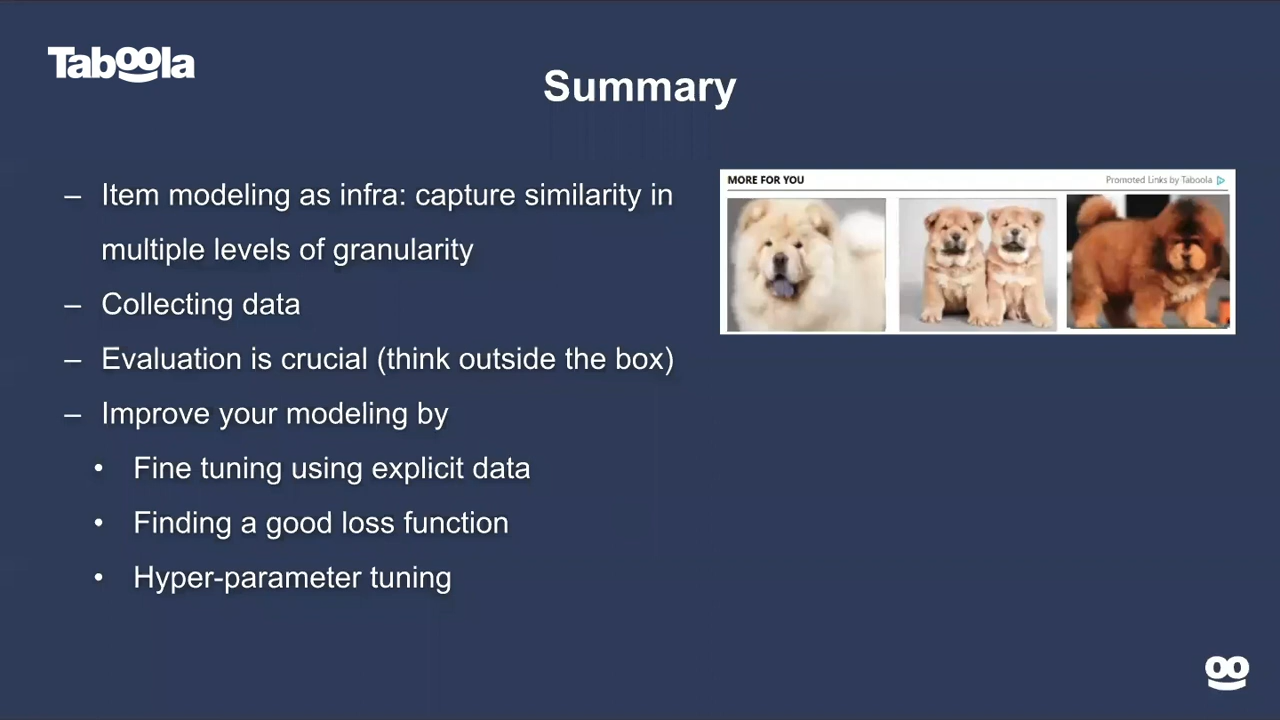 Taboola
Summary
– Item modeling as infra: capture similarity in
multiple levels of granularity
– Collecting data
– Evaluation is crucial (think outside the box)
– Improve your modeling by
• Fine tuning using explicit data
• Finding a good loss function
• Hyper-parameter tuning
MORE FOR YOU
Promoted Links by Taboola